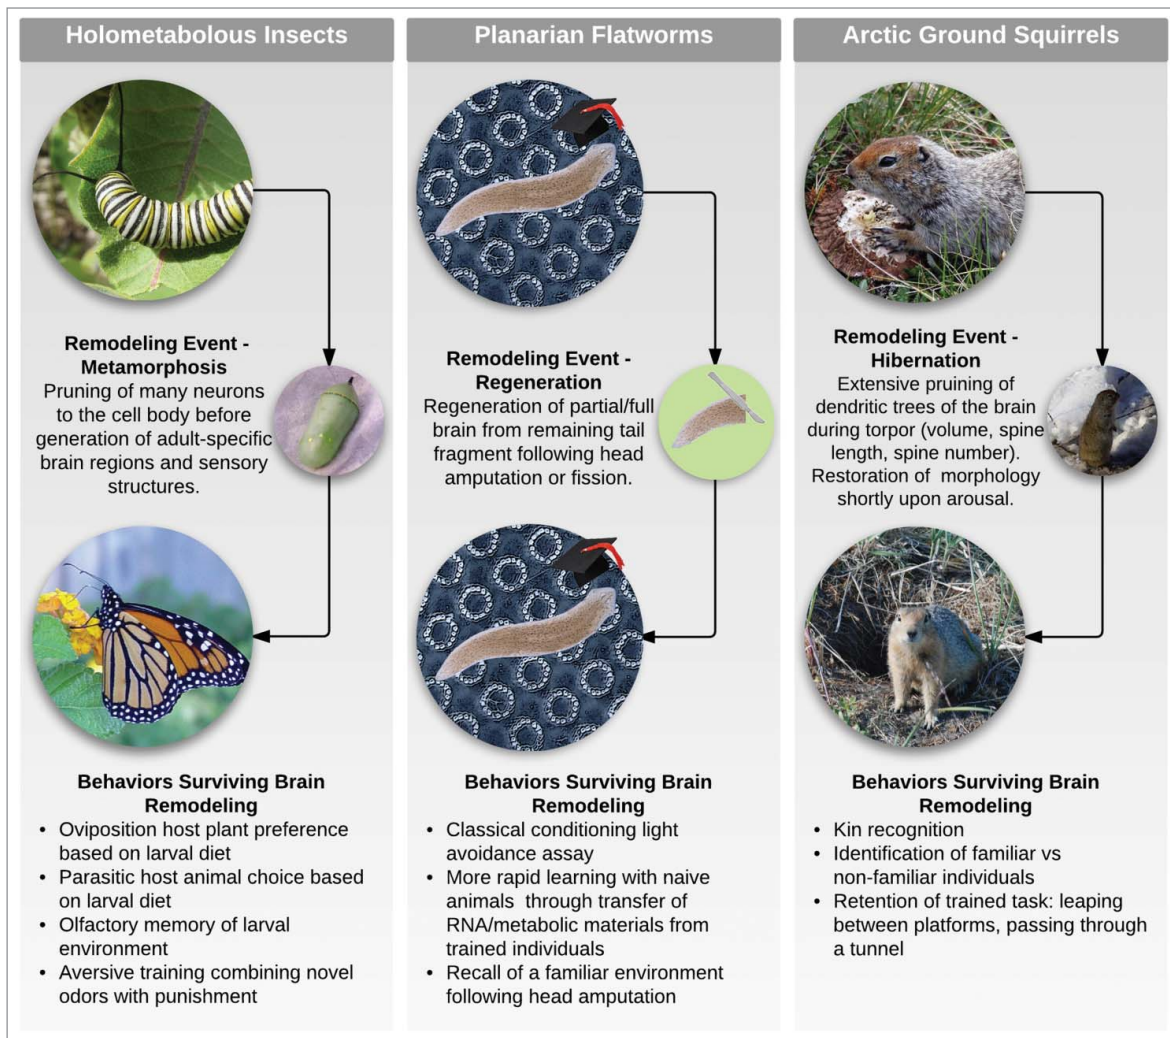 Holometabolous Insects
Remodeling Event -
Metamorphosis
Pruning of many neurons
to the cell body before
generation of adult-specific
brain regions and sensory
structures.
Behaviors Surviving Brain
Remodeling
• Oviposition host plant preference
based on larval diet
• Parasitic host animal choice based
on larval diet
• Olfactory memory of larval
environment
• Aversive training combining novel
odors with punishment
Planarian Flatworms
Remodeling Event -
Regeneration
Regeneration of partial/full
brain from remaining tail
fragment following head
amputation or fission.
Behaviors Surviving Brain
Remodeling
• Classical conditioning light
avoidance assay
• More rapid learning with naive
animals through transfer of
RNA/metabolic materials from
trained individuals
• Recall of a familiar environment
following head amputation
Arctic Ground Squirrels
Remodeling Event -
Hibernation
Extensive pruining of
dendritic trees of the brain
during torpor (volume, spine
length, spine number).
Restoration of morphology
shortly upon arousal.
Behaviors Surviving Brain
Remodeling
• Kin recognition
• Identification of familiar vs
non-familiar individuals
• Retention of trained task: leaping
between platforms, passing through
a tunnel